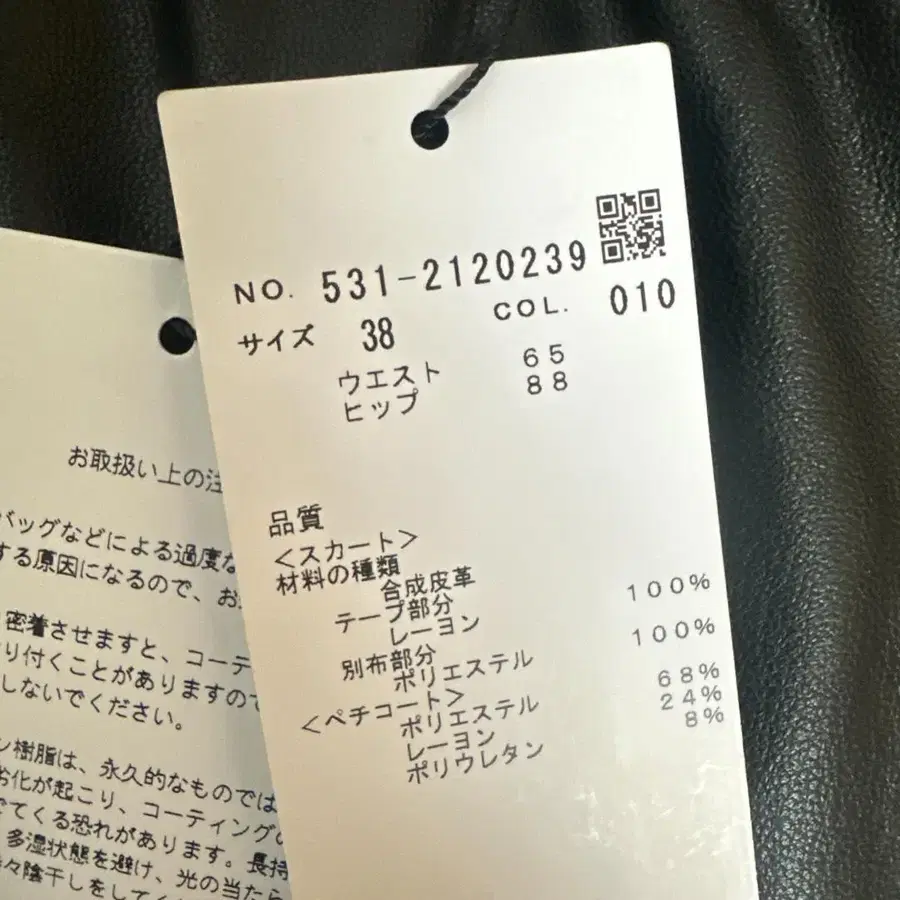 NO. 531-2120239
サイズ 38 COL. 010
ウエスト 65
ヒップ 88
品質
<スカート>
材料の種類
合成皮革
テープ部分
レーヨン 100%
別布部分
ポリエステル 100%
<ペチコート>
ポリエステル 68%
レーヨン 24%
ポリウレタン 8%
お取扱い上の注
バッグなどによる過度な
する原因になるので、お
密着させますと、コーテ
り付くことがありますので
しないでください。
ン樹脂は、永久的なものでは
劣化が起こり、コーティングの
でてくる恐れがあります。長持
多湿状態を避け、光の当たら
々陰干しをしてく